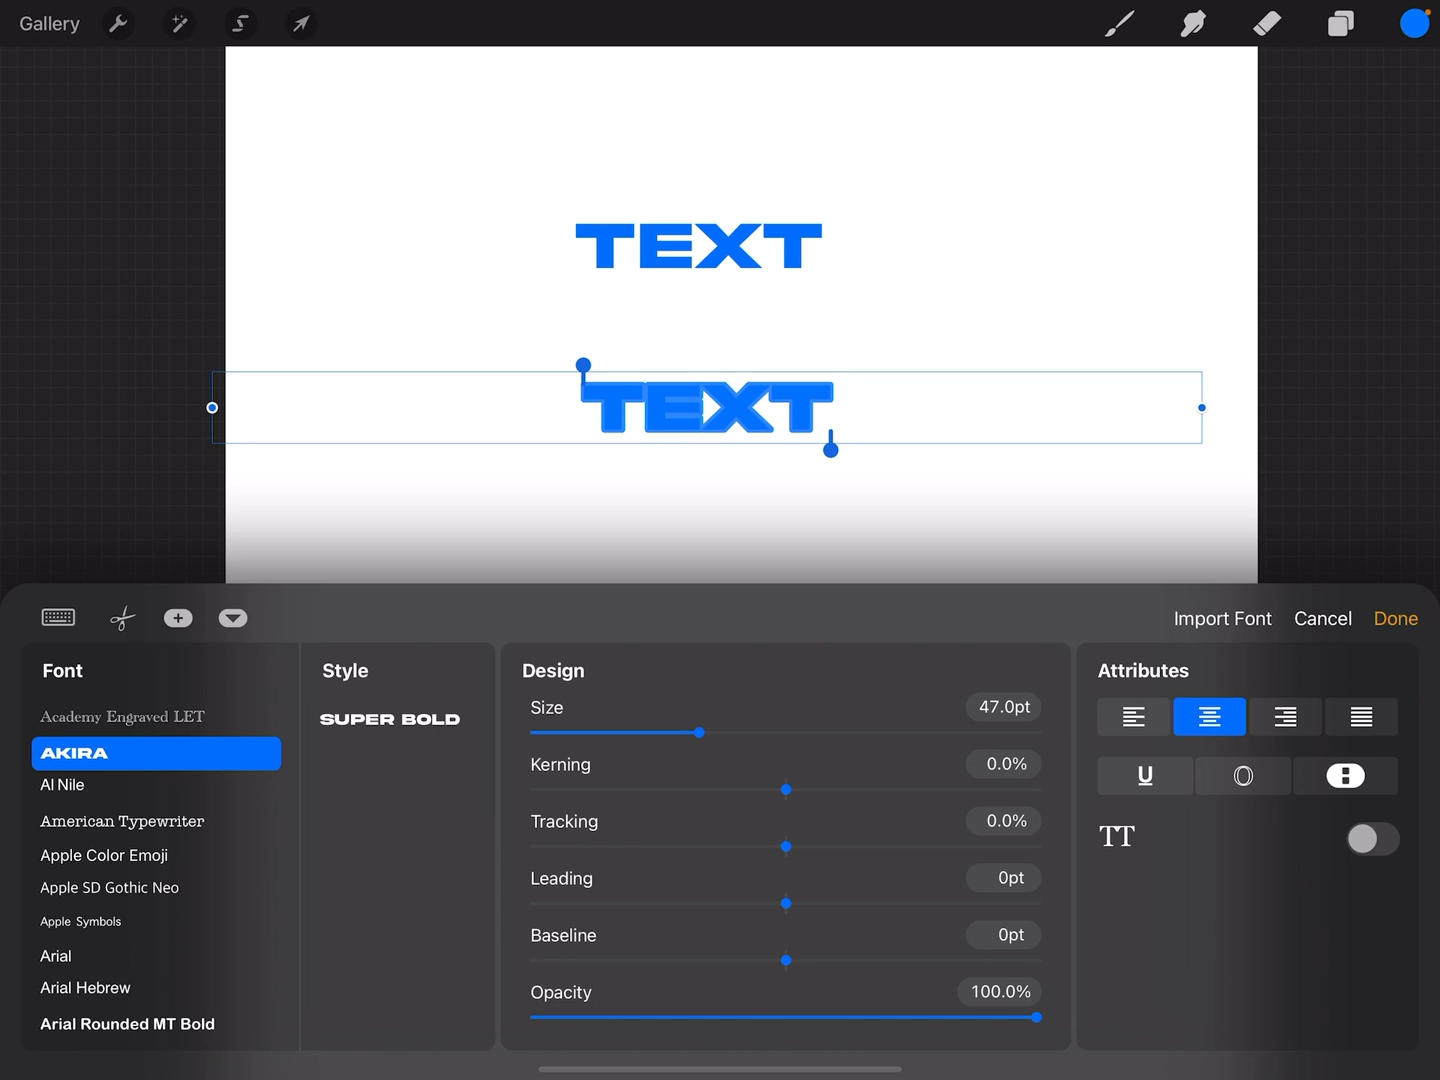 Gallery
TEXT
TEXT
Import Font Cancel Done
Font
Academy Engraved LET
AKIRA
Al Nile
American Typewriter
Apple Color Emoji
Apple SD Gothic Neo
Apple Symbols
Arial
Arial Hebrew
Arial Rounded MT Bold
Style
SUPER BOLD
Design
Size 47.0pt
Kerning 0.0%
Tracking 0.0%
Leading 0pt
Baseline 0pt
Opacity 100.0%
Attributes
U O
TT